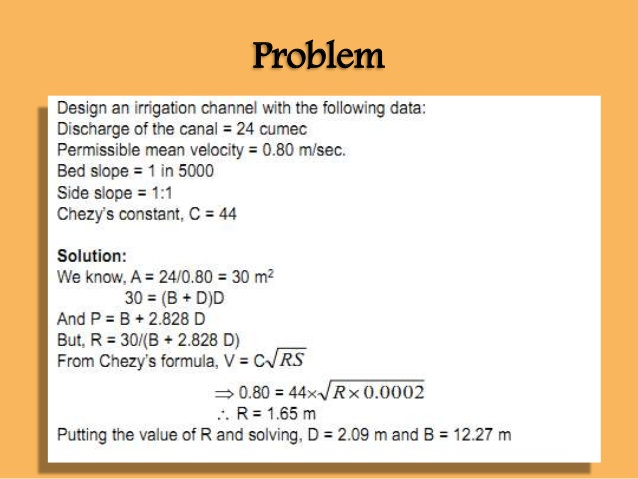 Problem
Design an irrigation channel with the following data:
Discharge of the canal = 24 cumec
Permissible mean velocity = 0.80 m/sec.
Bed slope = 1 in 5000
Side slope = 1:1
Chezy's constant, C = 44
Solution:
We know, A = 24/0.80 = 30 m²
30 = (B + D)D
And P = B + 2.828 D
But, R = 30/(B + 2.828 D)
From Chezy's formula, V = C√RS
⇒ 0.80 = 44×√R × 0.0002
∴ R = 1.65 m
Putting the value of R and solving, D = 2.09 m and B = 12.27 m